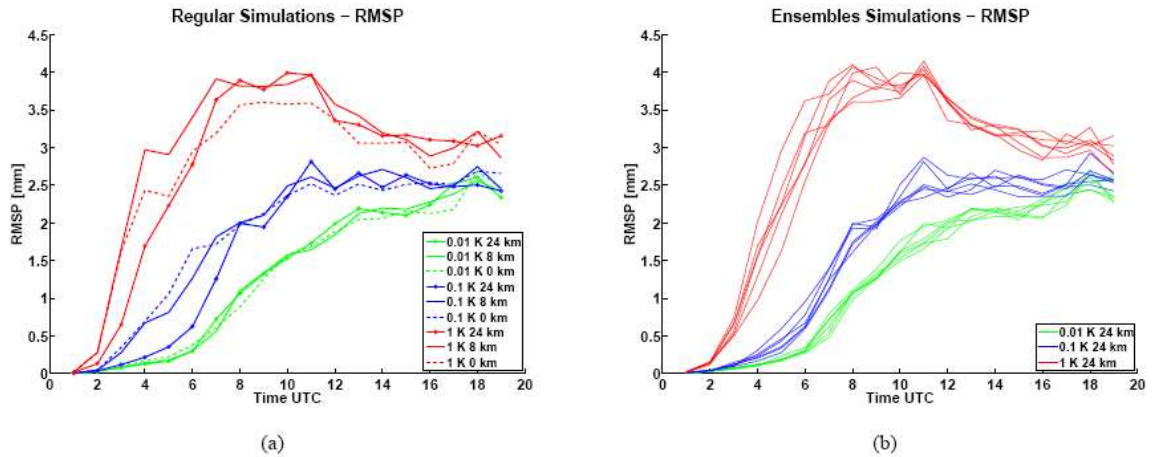 Regular Simulations – RMSP
4.5
4
3.5
3
2.5
2
1.5
1
0.5
0
RMSP [mm]
0 2 4 6 8 10 12 14 16 18 20
Time UTC
0.01 K 24 km
0.01 K 8 km
0.01 K 0 km
0.1 K 24 km
0.1 K 8 km
0.1 K 0 km
1 K 24 km
1 K 8 km
1 K 0 km
(a)
Ensembles Simulations – RMSP
4.5
4
3.5
3
2.5
2
1.5
1
0.5
0
RMSP [mm]
0 2 4 6 8 10 12 14 16 18 20
Time UTC
0.01 K 24 km
0.1 K 24 km
1 K 24 km
(b)